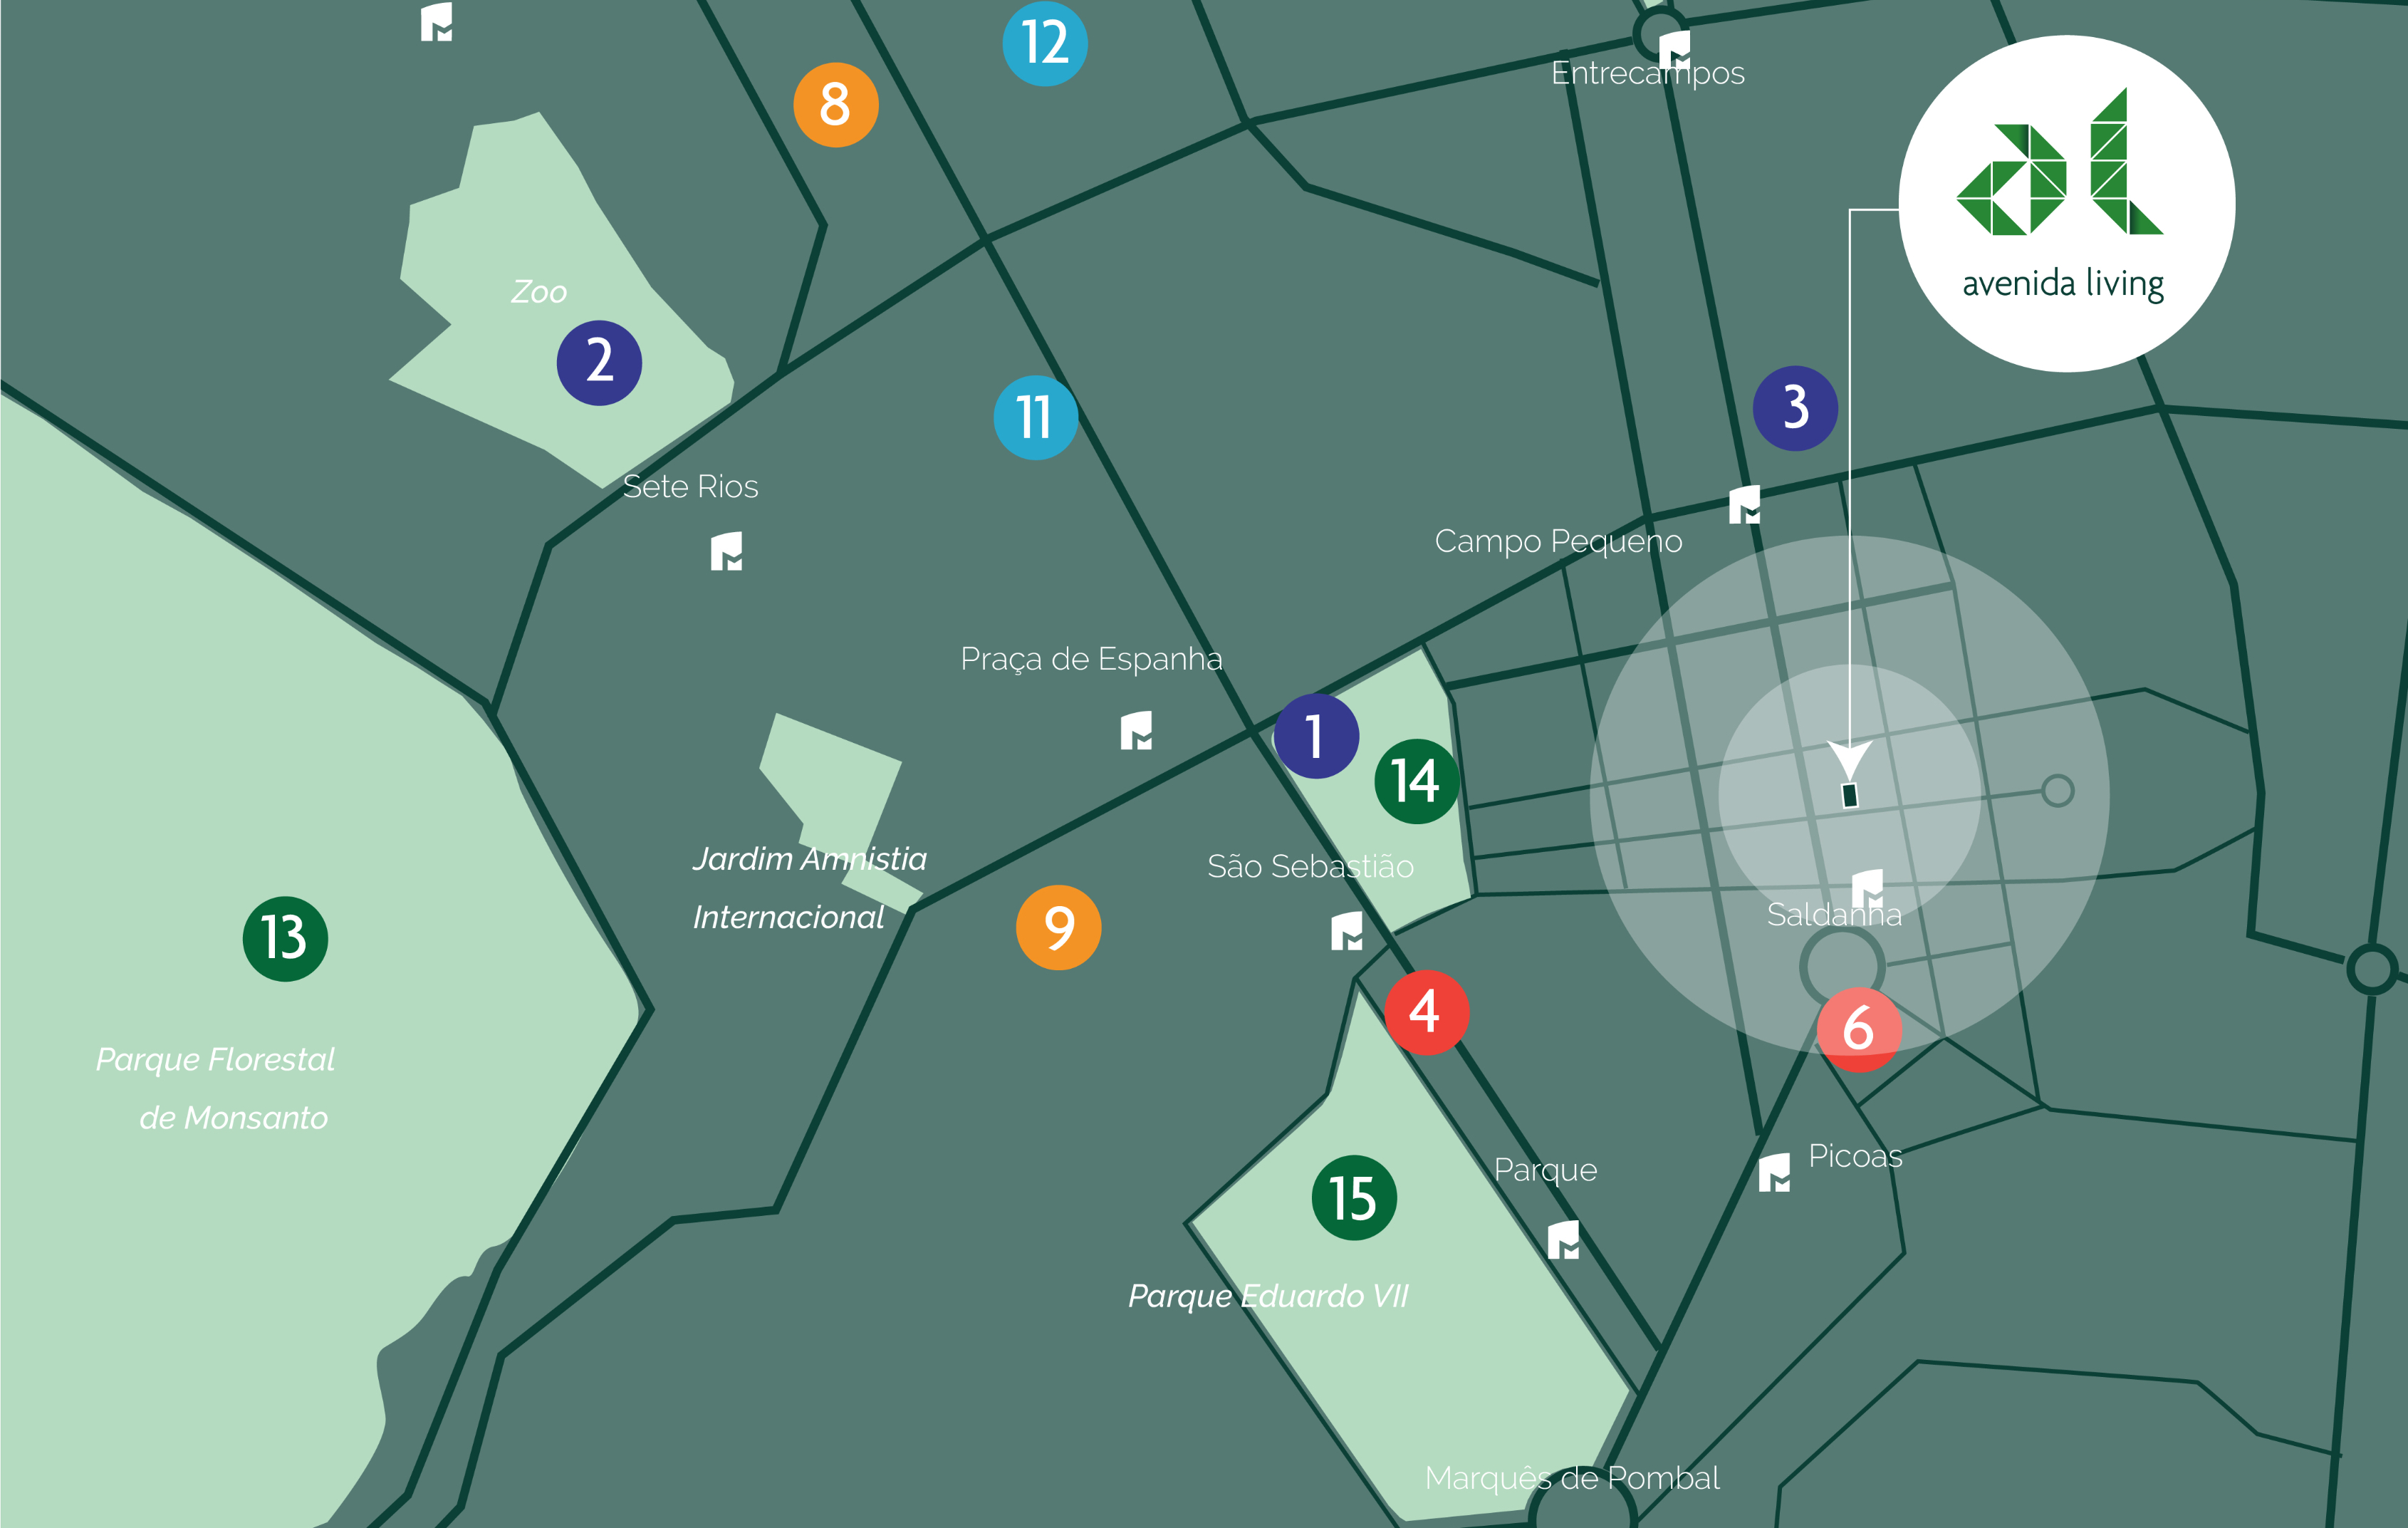 12
Entrecampos
8
avenida living
Zoo
2
11
3
Sete Rios
Campo Pequeno
Praça de Espanha
1
14
Jardim Amnistia
Internacional
São Sebastião
9
13
Saldanha
4
6
Parque Florestal
de Monsanto
Parque
Picoas
15
Parque Eduardo VII
Marquês de Pombal